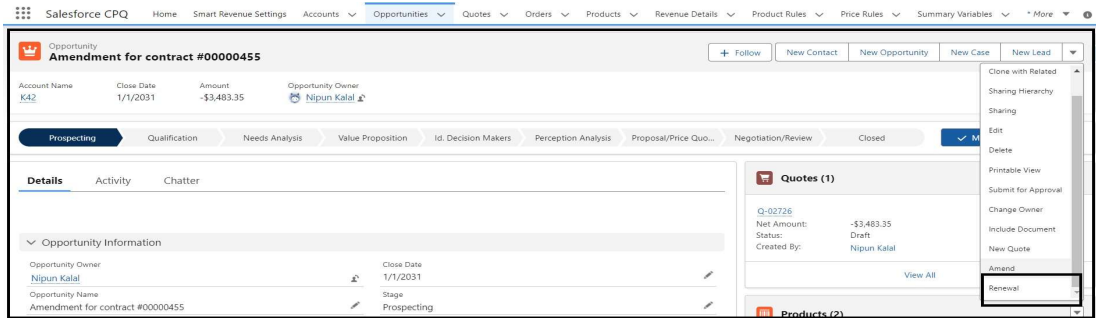 Salesforce CPQ Home Smart Revenue Settings Accounts Opportunities Quotes Orders Products Revenue Details Product Rules Price Rules Summary Variables * More
Opportunity
Amendment for contract #00000455
+ Follow New Contact New Opportunity New Case New Lead
Account Name Close Date Amount Opportunity Owner
K42 1/1/2031 -$3,483.35 Nipun Kalal
Clone with Related
Sharing Hierarchy
Sharing
Edit
Delete
Printable View
Submit for Approval
Change Owner
Include Document
New Quote
Amend
Renewal
Prospecting Qualification Needs Analysis Value Proposition Id. Decision Makers Perception Analysis Proposal/Price Quo... Negotiation/Review Closed M
Details Activity Chatter
Opportunity Information
Opportunity Owner Close Date
Nipun Kalal 1/1/2031
Opportunity Name Stage
Amendment for contract #00000455 Prospecting
Quotes (1)
Q-02726
Net Amount: -$3,483.35
Status: Draft
Created By: Nipun Kalal
View All
Products (2)